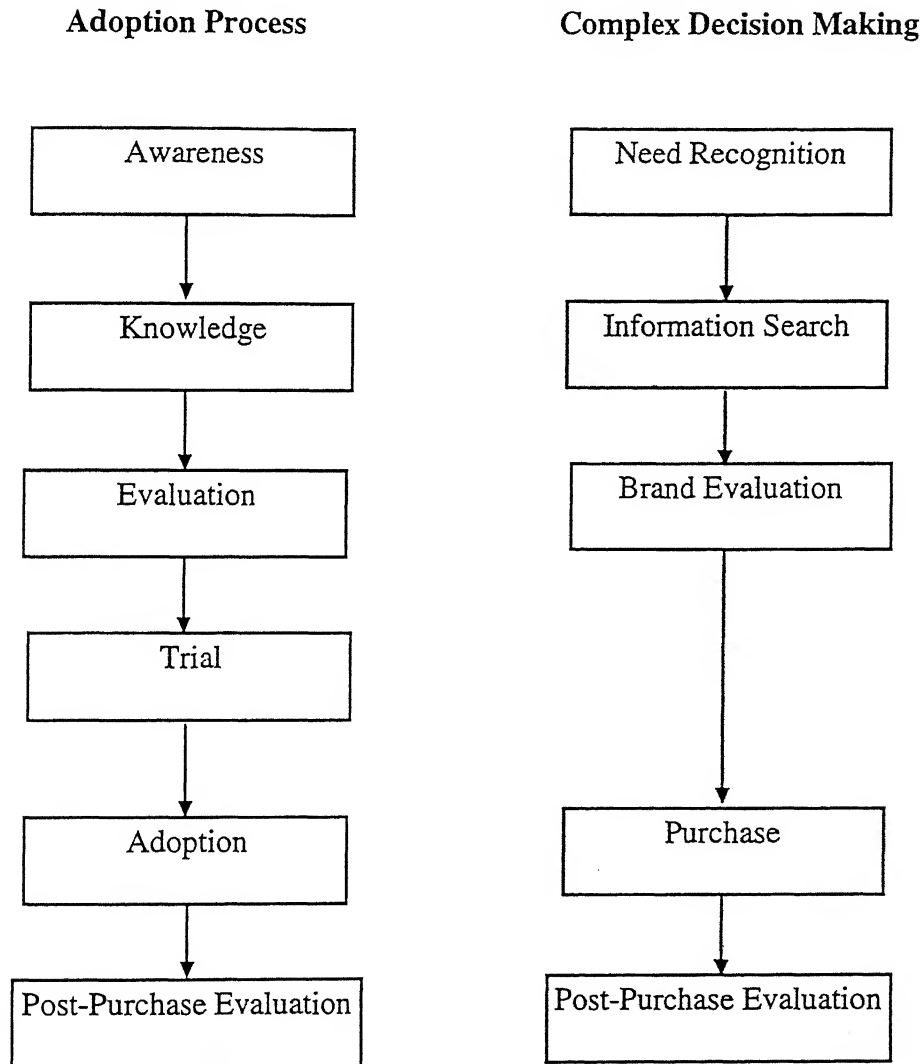 Adoption Process
Complex Decision Making
Awareness
Need Recognition
Knowledge
Information Search
Evaluation
Brand Evaluation
Trial
Adoption
Purchase
Post-Purchase Evaluation
Post-Purchase Evaluation